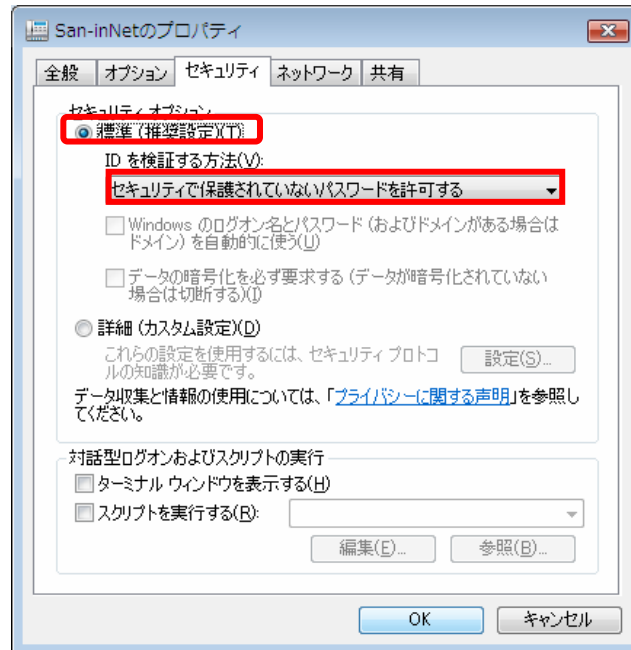 San-inNetのプロパティ
全般 オプション セキュリティ ネットワーク 共有
セキュリティ オプション
標準 (推奨設定)(T)
ID を検証する方法(V):
セキュリティで保護されていないパスワードを許可する
Windows のログオン名とパスワード (およびドメインがある場合は
ドメイン) を自動的に使う(U)
データの暗号化を必ず要求する (データが暗号化されていない
場合は切断する)(I)
詳細 (カスタム設定)(D)
これらの設定を使用するには、セキュリティ プロトコ
ルの知識が必要です。
設定(S)...
データ収集と情報の使用については、「プライバシーに関する声明」を参照し
てください。
対話型ログオンおよびスクリプトの実行
ターミナル ウィンドウを表示する(H)
スクリプトを実行する(R):
編集(E)... 参照(B)...
OK キャンセル